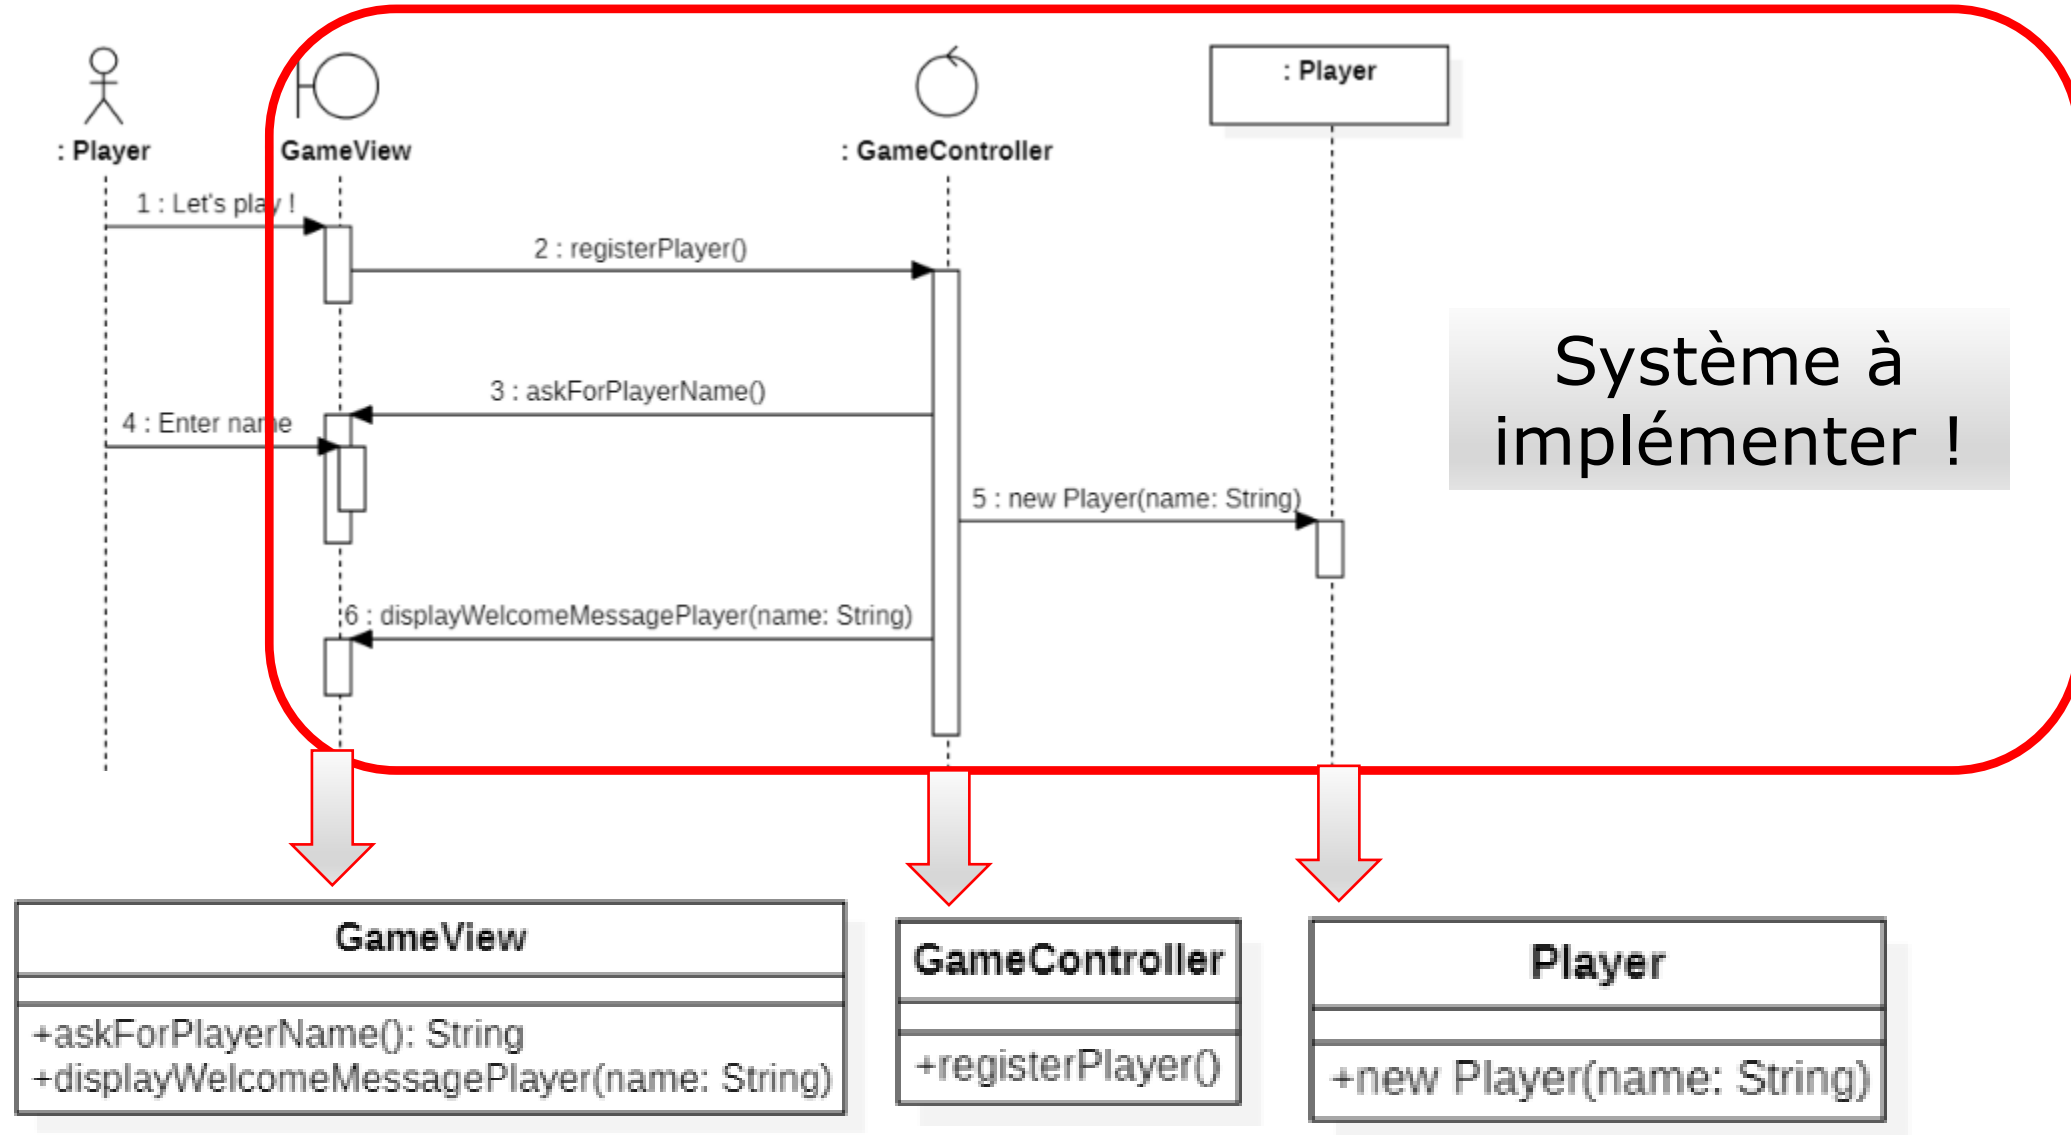 : Player
GameView
: GameController
: Player
1 : Let's play !
2 : registerPlayer()
3 : askForPlayerName()
4 : Enter name
5 : new Player(name: String)
6 : displayWelcomeMessagePlayer(name: String)
Système à
implémenter !
GameView
+askForPlayerName(): String
+displayWelcomeMessagePlayer(name: String)
GameController
+registerPlayer()
Player
+new Player(name: String)